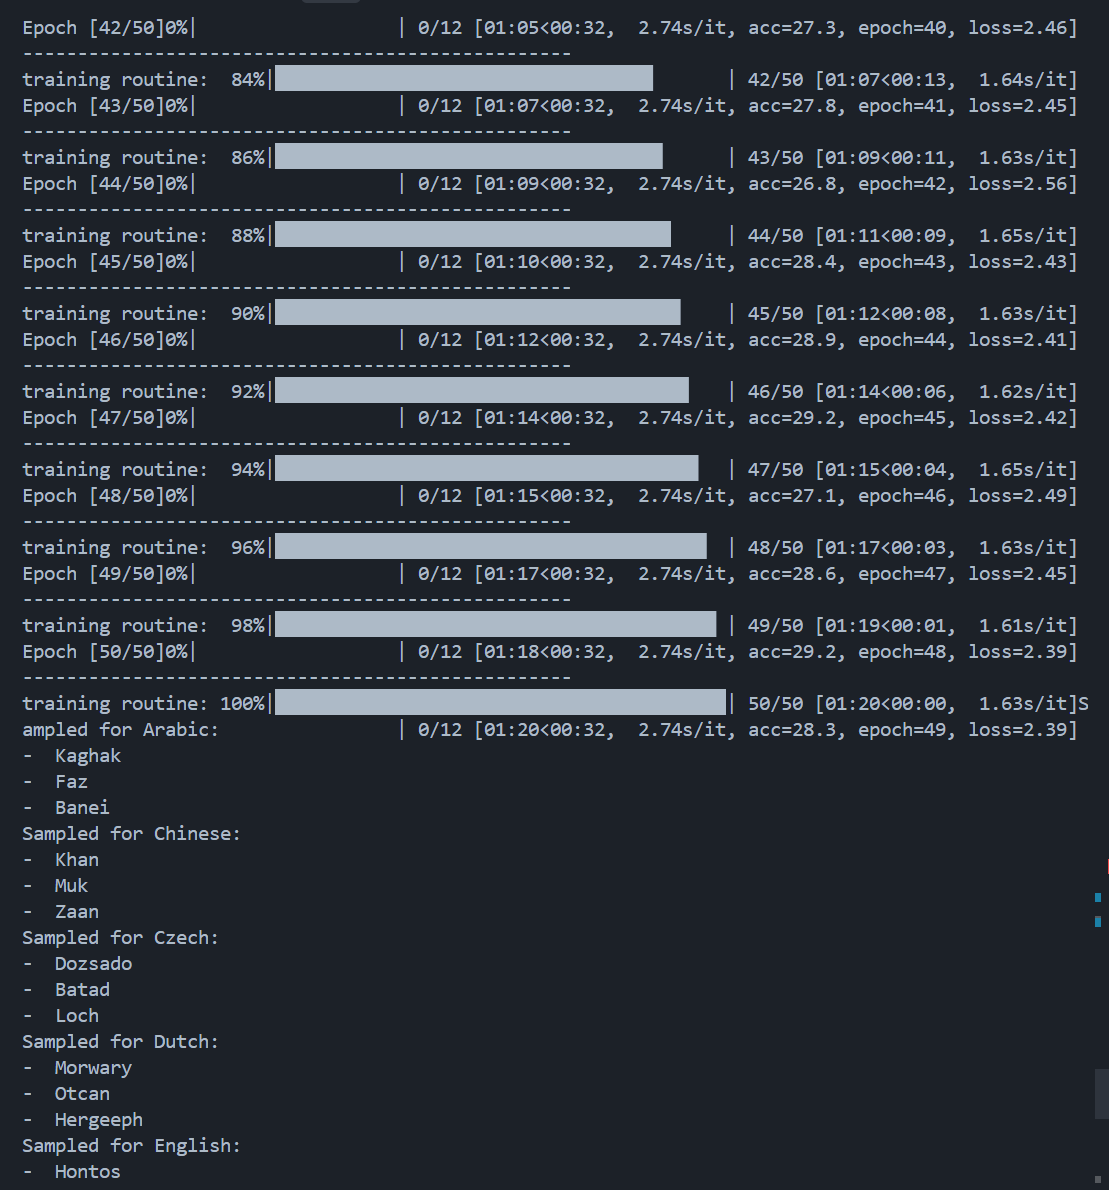 Epoch [42/50]0%| | 0/12 [01:05<00:32, 2.74s/it, acc=27.3, epoch=40, loss=2.46]
--------------------------------------------------
training routine: 84%| | 42/50 [01:07<00:13, 1.64s/it]
Epoch [43/50]0%| | 0/12 [01:07<00:32, 2.74s/it, acc=27.8, epoch=41, loss=2.45]
--------------------------------------------------
training routine: 86%| | 43/50 [01:09<00:11, 1.63s/it]
Epoch [44/50]0%| | 0/12 [01:09<00:32, 2.74s/it, acc=26.8, epoch=42, loss=2.56]
--------------------------------------------------
training routine: 88%| | 44/50 [01:11<00:09, 1.65s/it]
Epoch [45/50]0%| | 0/12 [01:10<00:32, 2.74s/it, acc=28.4, epoch=43, loss=2.43]
--------------------------------------------------
training routine: 90%| | 45/50 [01:12<00:08, 1.63s/it]
Epoch [46/50]0%| | 0/12 [01:12<00:32, 2.74s/it, acc=28.9, epoch=44, loss=2.41]
--------------------------------------------------
training routine: 92%| | 46/50 [01:14<00:06, 1.62s/it]
Epoch [47/50]0%| | 0/12 [01:14<00:32, 2.74s/it, acc=29.2, epoch=45, loss=2.42]
--------------------------------------------------
training routine: 94%| | 47/50 [01:15<00:04, 1.65s/it]
Epoch [48/50]0%| | 0/12 [01:15<00:32, 2.74s/it, acc=27.1, epoch=46, loss=2.49]
--------------------------------------------------
training routine: 96%| | 48/50 [01:17<00:03, 1.63s/it]
Epoch [49/50]0%| | 0/12 [01:17<00:32, 2.74s/it, acc=28.6, epoch=47, loss=2.45]
--------------------------------------------------
training routine: 98%| | 49/50 [01:19<00:01, 1.61s/it]
Epoch [50/50]0%| | 0/12 [01:18<00:32, 2.74s/it, acc=29.2, epoch=48, loss=2.39]
--------------------------------------------------
training routine: 100%| | 50/50 [01:20<00:00, 1.63s/it]S
ampled for Arabic: | 0/12 [01:20<00:32, 2.74s/it, acc=28.3, epoch=49, loss=2.39]
- Kaghak
- Faz
- Banei
Sampled for Chinese:
- Khan
- Muk
- Zaan
Sampled for Czech:
- Dozsado
- Batad
- Loch
Sampled for Dutch:
- Morwary
- Otcan
- Hergeeph
Sampled for English:
- Hontos